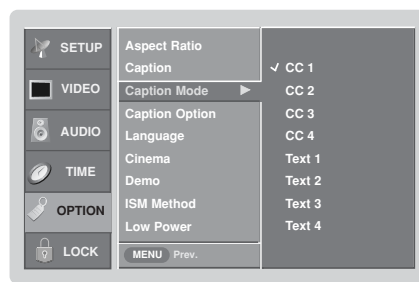 SETUP
VIDEO
AUDIO
TIME
OPTION
LOCK
Aspect Ratio
Caption
Caption Mode
Caption Option
Language
Cinema
Demo
ISM Method
Low Power
MENU Prev.
CC 1
CC 2
CC 3
CC 4
Text 1
Text 2
Text 3
Text 4